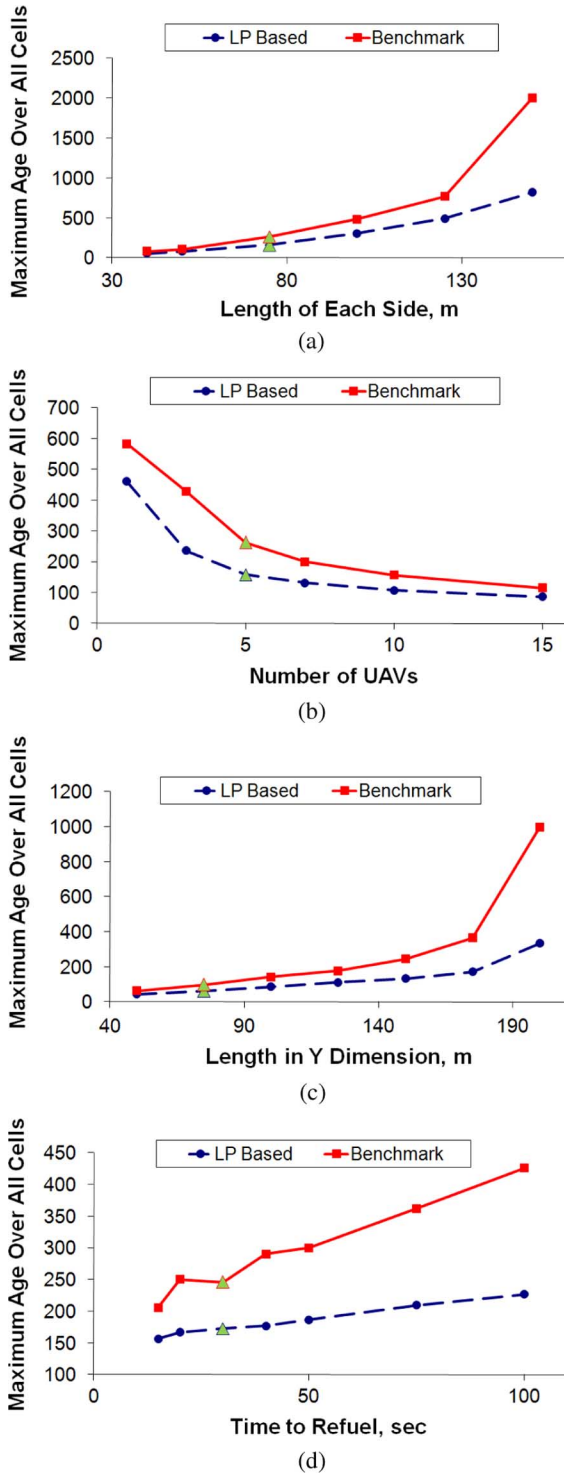 LP Based Benchmark
Maximum Age Over All Cells
2500
2000
1500
1000
500
0
30 80 130
Length of Each Side, m
(a)
LP Based Benchmark
Maximum Age Over All Cells
700
600
500
400
300
200
100
0
0 5 10 15
Number of UAVs
(b)
LP Based Benchmark
Maximum Age Over All Cells
1200
1000
800
600
400
200
0
40 90 140 190
Length in Y Dimension, m
(c)
LP Based Benchmark
Maximum Age Over All Cells
450
400
350
300
250
200
150
100
0 50 100
Time to Refuel, sec
(d)